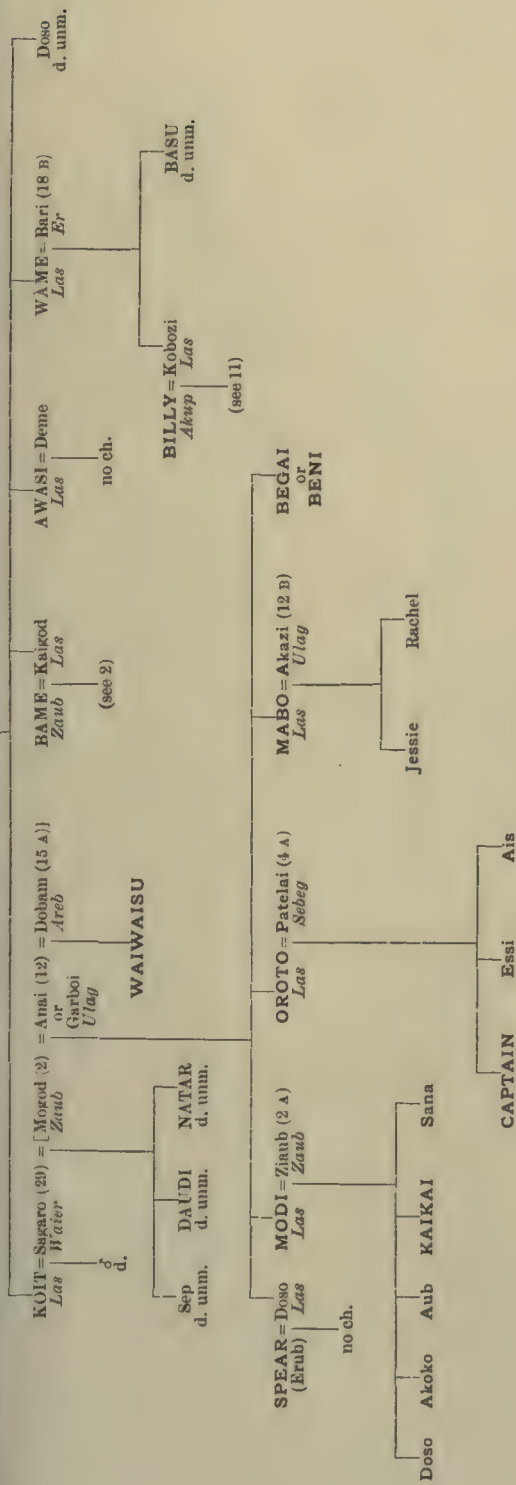 KOIT = Sagaro (29) = [Mogod (2) = Anai (12) = Dobam (15 A)] BAME = Kaigod AWASI = Deme WAME = Bari (18 B) Doso
Las Waier Zaub or Areb Zaub Las Las Las Er d. unm.
Garboi
Ulag
♂ (see 2) no ch.
d.
WAIWAISU
Sep DAUDI NATAR BILLY = Kobozi BASU
d. unm. d. unm. d. unm. Akup Las d. unm.
(see 11)
SPEAR = Doso MODI = Ziaub (2 A) OROTO = Patelai (4 A) MABO = Akazi (12 B) BEGAI
(Erub) Las Las Zaub Las Sebeg Las Ulag or
BENI
no ch.
Doso Akoko Aub KAIKAI Sana Jessie Rachel
CAPTAIN Essi Ais